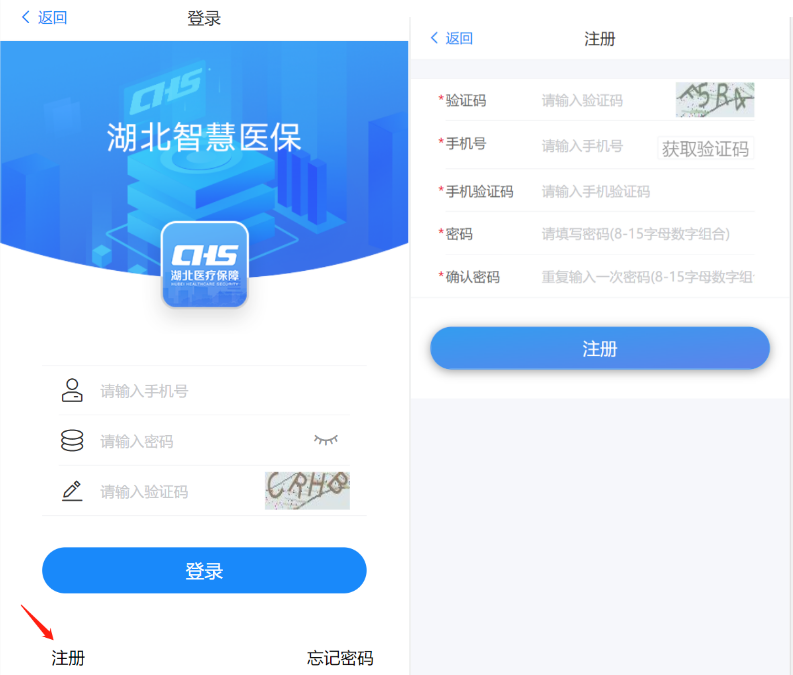 返回
登录
CHS
湖北智慧医保
CHS
湖北医疗保障
HUBEI HEALTHCARE SECURITY
请输入手机号
请输入密码
请输入验证码
CRHB
登录
注册
忘记密码
返回
注册
*验证码
请输入验证码
*手机号
请输入手机号
获取验证码
*手机验证码
请输入手机验证码
*密码
请填写密码(8-15字母数字组合)
*确认密码
重复输入一次密码(8-15字母数字组
注册